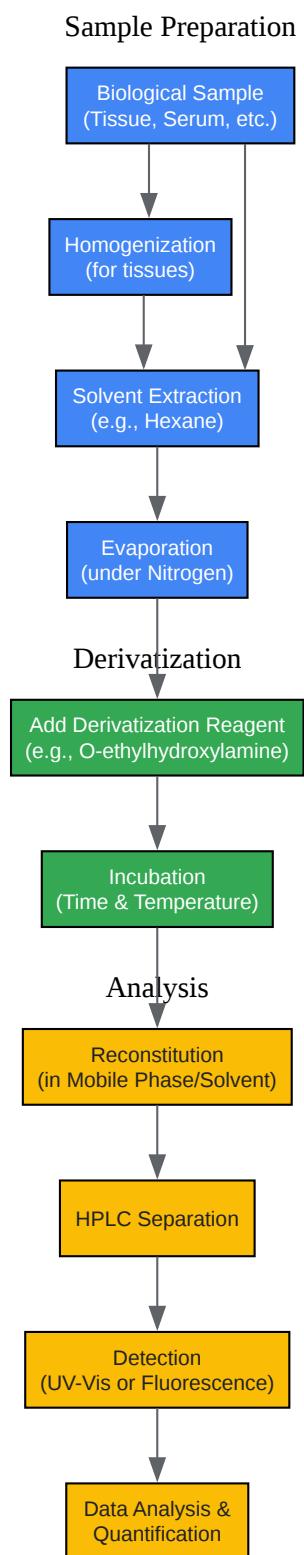 Sample Preparation
Biological Sample
(Tissue, Serum, etc.)
Homogenization
(for tissues)
Solvent Extraction
(e.g., Hexane)
Evaporation
(under Nitrogen)
Derivatization
Add Derivatization Reagent
(e.g., O-ethylhydroxylamine)
Incubation
(Time & Temperature)
Analysis
Reconstitution
(in Mobile Phase/Solvent)
HPLC Separation
Detection
(UV-Vis or Fluorescence)
Data Analysis &
Quantification